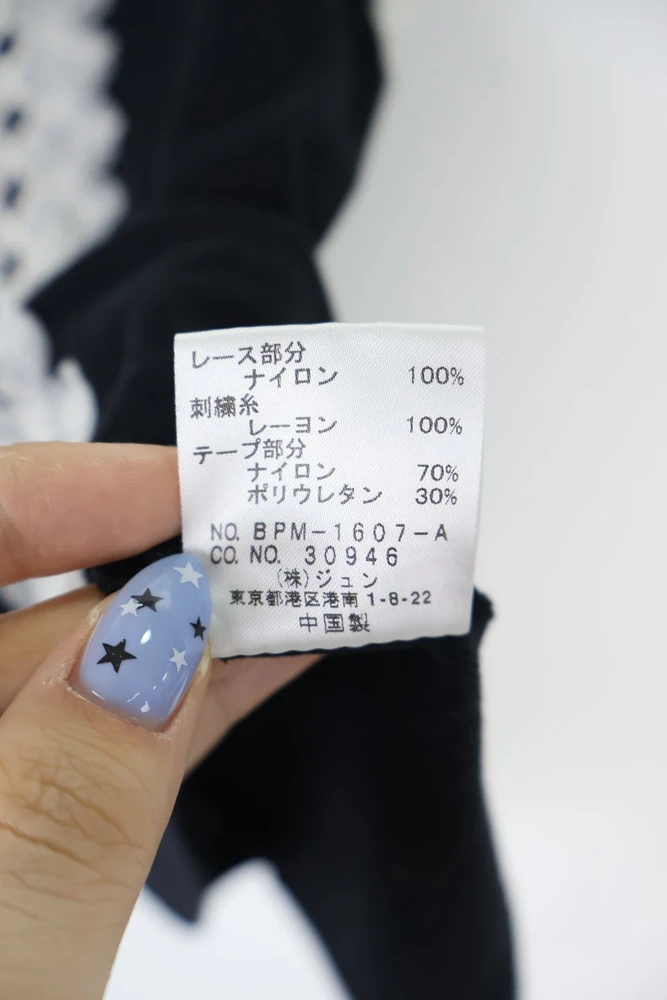 レース部分
ナイロン 100%
刺繍糸
レーヨン 100%
テープ部分
ナイロン 70%
ポリウレタン 30%
NO. BPM-1607-A
CO. NO. 30946
(株)ジュン
東京都港区港南 1-8-22
中国製